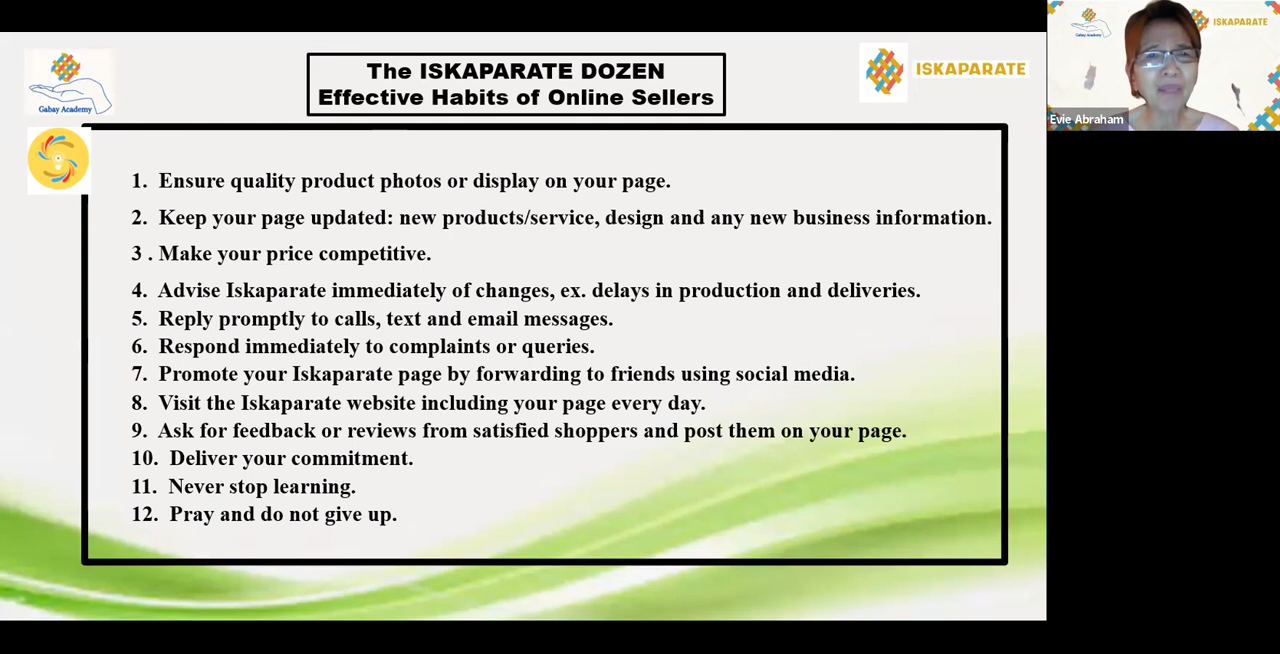 The ISKAPARATE DOZEN
Effective Habits of Online Sellers
Gabay Academy
ISKAPARATE
1. Ensure quality product photos or display on your page.
2. Keep your page updated: new products/service, design and any new business information.
3 . Make your price competitive.
4. Advise Iskaparate immediately of changes, ex. delays in production and deliveries.
5. Reply promptly to calls, text and email messages.
6. Respond immediately to complaints or queries.
7. Promote your Iskaparate page by forwarding to friends using social media.
8. Visit the Iskaparate website including your page every day.
9. Ask for feedback or reviews from satisfied shoppers and post them on your page.
10. Deliver your commitment.
11. Never stop learning.
12. Pray and do not give up.
Gabay Academy
ISKAPARATE
Evie Abraham